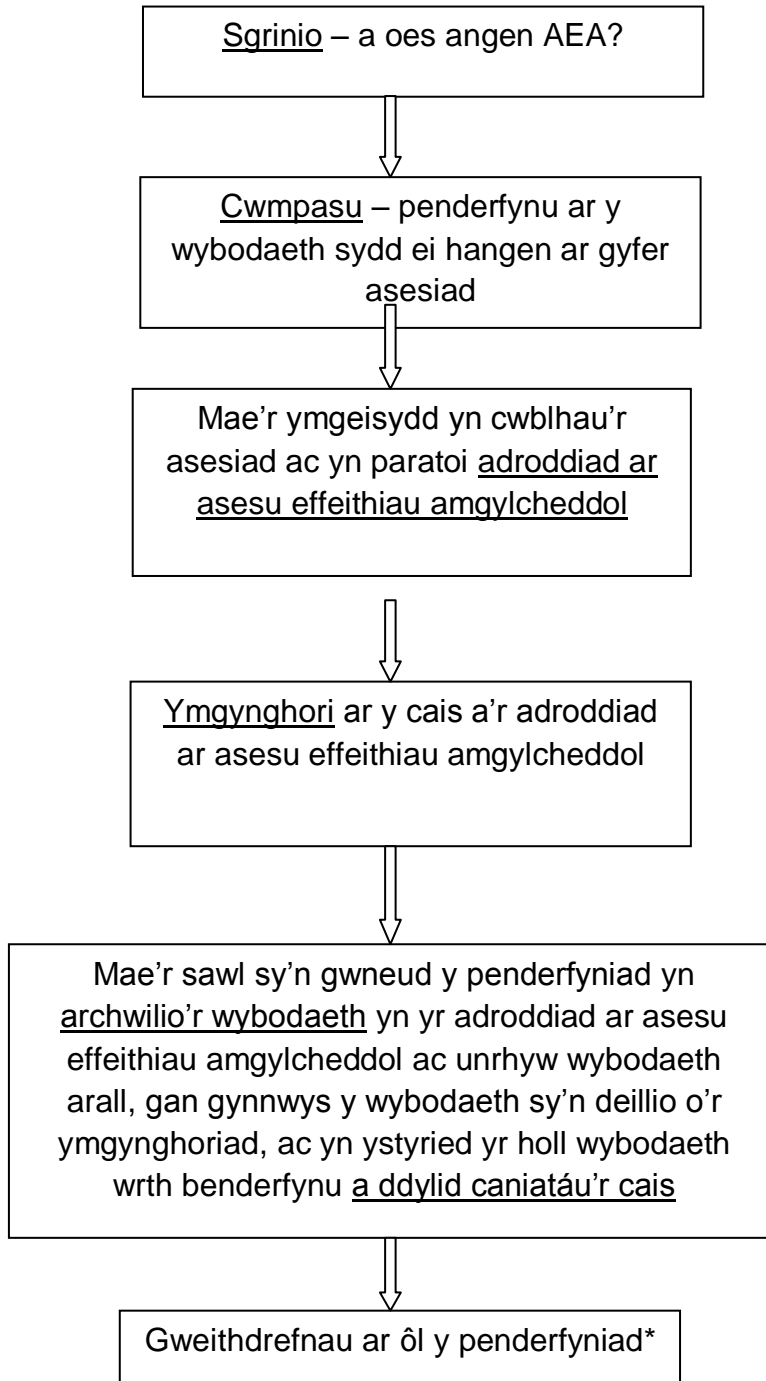 Sgrinio – a oes angen AEA?
Cwmpasu – penderfynu ar y
wybodaeth sydd ei hangen ar gyfer
asesiad
Mae'r ymgeisydd yn cwblhau'r
asesiad ac yn paratoi adroddiad ar
asesu effeithiau amgylcheddol
Ymgynghori ar y cais a'r adroddiad
ar asesu effeithiau amgylcheddol
Mae'r sawl sy'n gwneud y penderfyniad yn
archwilio'r wybodaeth yn yr adroddiad ar asesu
effeithiau amgylcheddol ac unrhyw wybodaeth
arall, gan gynnwys y wybodaeth sy'n deillio o'r
ymgynghoriad, ac yn ystyried yr holl wybodaeth
wrth benderfynu a ddylid caniatáu'r cais
Gweithdrefnau ar ôl y penderfyniad*